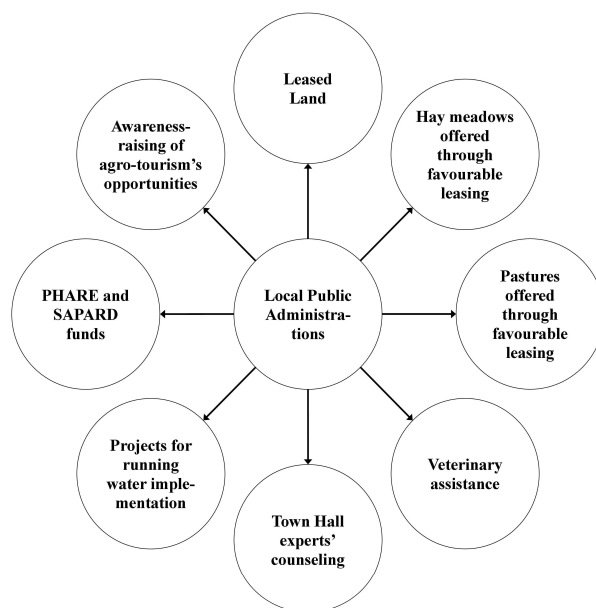 Leased
Land
Hay meadows
offered
through
favourable
leasing
Pastures
offered
through
favourable
leasing
Veterinary
assistance
Town Hall
experts'
counseling
Projects for
running
water imple-
mentation
PHARE and
SAPARD
funds
Awareness-
raising of
agro-tourism's
opportunities
Local Public
Administra-
tions